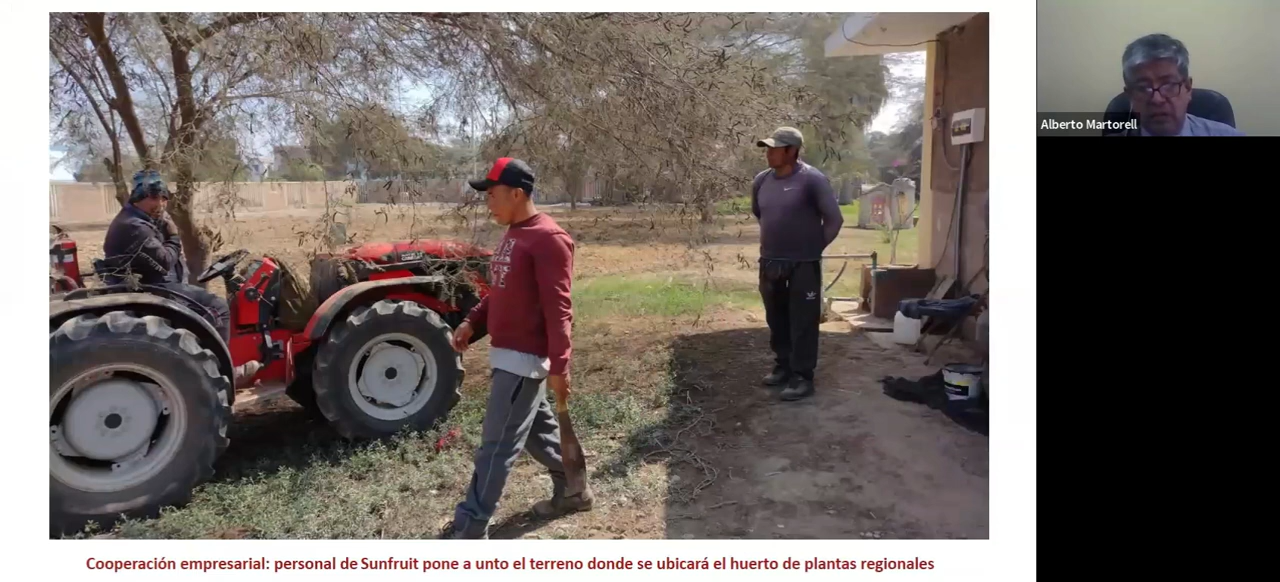 Alberto Martorell
Cooperación empresarial: personal de Sunfruit pone a unto el terreno donde se ubicará el huerto de plantas regionales